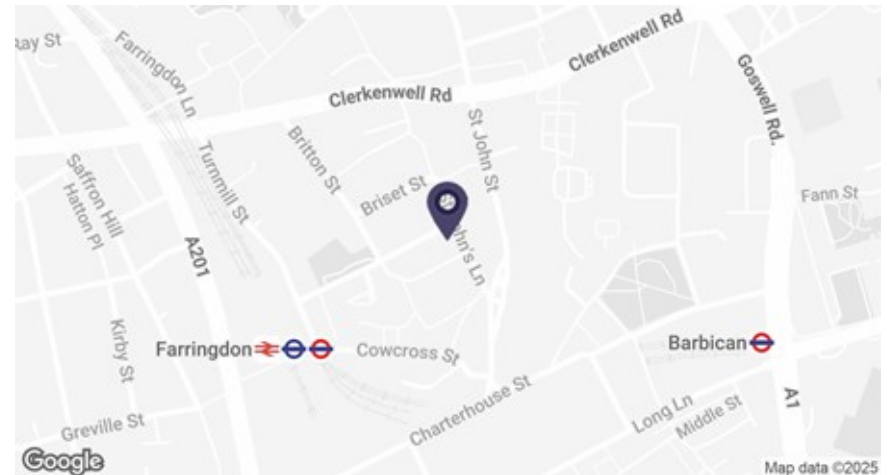 Ray St
Farringdon Ln
Clerkenwell Rd
Clerkenwell Rd
Goswell Rd.
St John St
Britton St
Turnmill St
Saffron Hill
Hatton Pl
Briset St
Fann St
John's Ln
A201
Kirby St
Farringdon
Cowcross St
Barbican
A1
Charterhouse St
Long Ln
Middle St
Greville St
Google
Map data ©2025